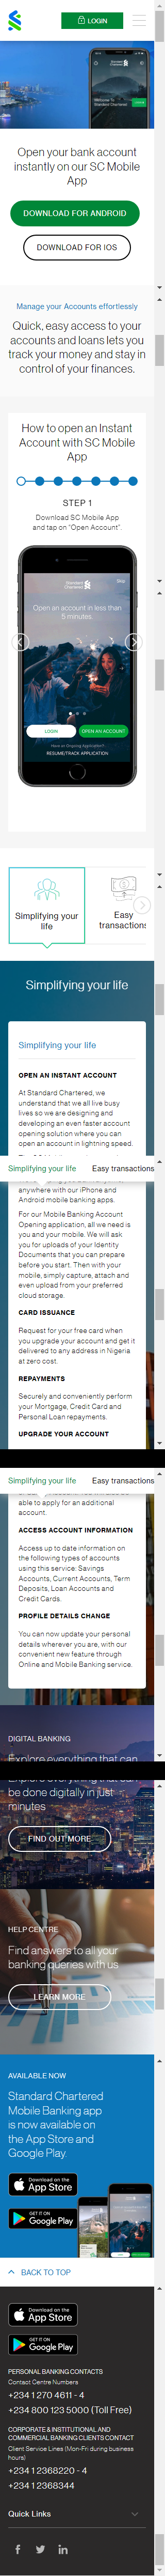 LOGIN
Open your bank account
instantly on our SC Mobile
App
DOWNLOAD FOR ANDROID
DOWNLOAD FOR IOS
Manage your Accounts effortlessly
Quick, easy access to your
accounts and loans lets you
track your money and stay in
control of your finances.
How to open an Instant
Account with SC Mobile
App
STEP 1
Download SC Mobile App
and tap on "Open Account".
Standard
Chartered
Skip
Open an account in less than
5 minutes.
LOGIN
OPEN AN ACCOUNT
Have an Ongoing Application?
RESUME/TRACK APPLICATION
Simplifying your
life
Easy
transactions
Simplifying your life
Simplifying your life
OPEN AN INSTANT ACCOUNT
At Standard Chartered, we
understand that we all live busy
lives so we are designing and
developing an even faster account
opening solution where you can
open an account in lightning speed.
Simplifying your life
Easy transactions
anywhere with our iPhone and
Android mobile banking apps.
For our Mobile Banking Account
Opening application, all we need is
you and your mobile. We will ask
you for uploads of your Identity
Documents that you can prepare
before you start. Then with your
mobile, simply capture, attach and
even upload from your preferred
cloud storage.
CARD ISSUANCE
Request for your free card when
you upgrade your account and get it
delivered to any address in Nigeria
at zero cost.
REPAYMENTS
Securely and conveniently perform
your Mortgage, Credit Card and
Personal Loan repayments.
UPGRADE YOUR ACCOUNT
Simplifying your life
Easy transactions
able to apply for an additional
account.
ACCESS ACCOUNT INFORMATION
Access up to date information on
the following types of accounts
using this service: Savings
Accounts, Current Accounts, Term
Deposits, Loan Accounts and
Credit Cards.
PROFILE DETAILS CHANGE
You can now update your personal
details wherever you are, with our
convenient new feature through
Online and Mobile Banking service.
DIGITAL BANKING
Explore everything that can
Explore everything that can
be done digitally in just
minutes
FIND OUT MORE
HELP CENTRE
Find answers to all your
banking queries with us
LEARN MORE
AVAILABLE NOW
Standard Chartered
Mobile Banking app
is now available on
the App Store and
Google Play.
Download on the
App Store
GET IT ON
Google Play
BACK TO TOP
Download on the
App Store
GET IT ON
Google Play
PERSONAL BANKING CONTACTS
Contact Centre Numbers
+234 1 270 4611 - 4
+234 800 123 5000 (Toll Free)
CORPORATE & INSTITUTIONAL AND
COMMERCIAL BANKING CLIENTS CONTACT
Client Service Lines (Mon-Fri during business
hours)
+234 1 2368220 - 4
+234 1 2368344
Quick Links